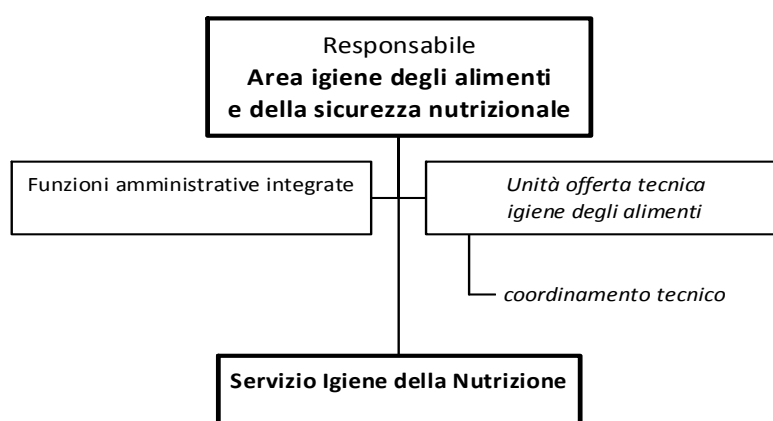 Responsabile
Area igiene degli alimenti
e della sicurezza nutrizionale
Funzioni amministrative integrate
Unità offerta tecnica
igiene degli alimenti
coordinamento tecnico
Servizio Igiene della Nutrizione